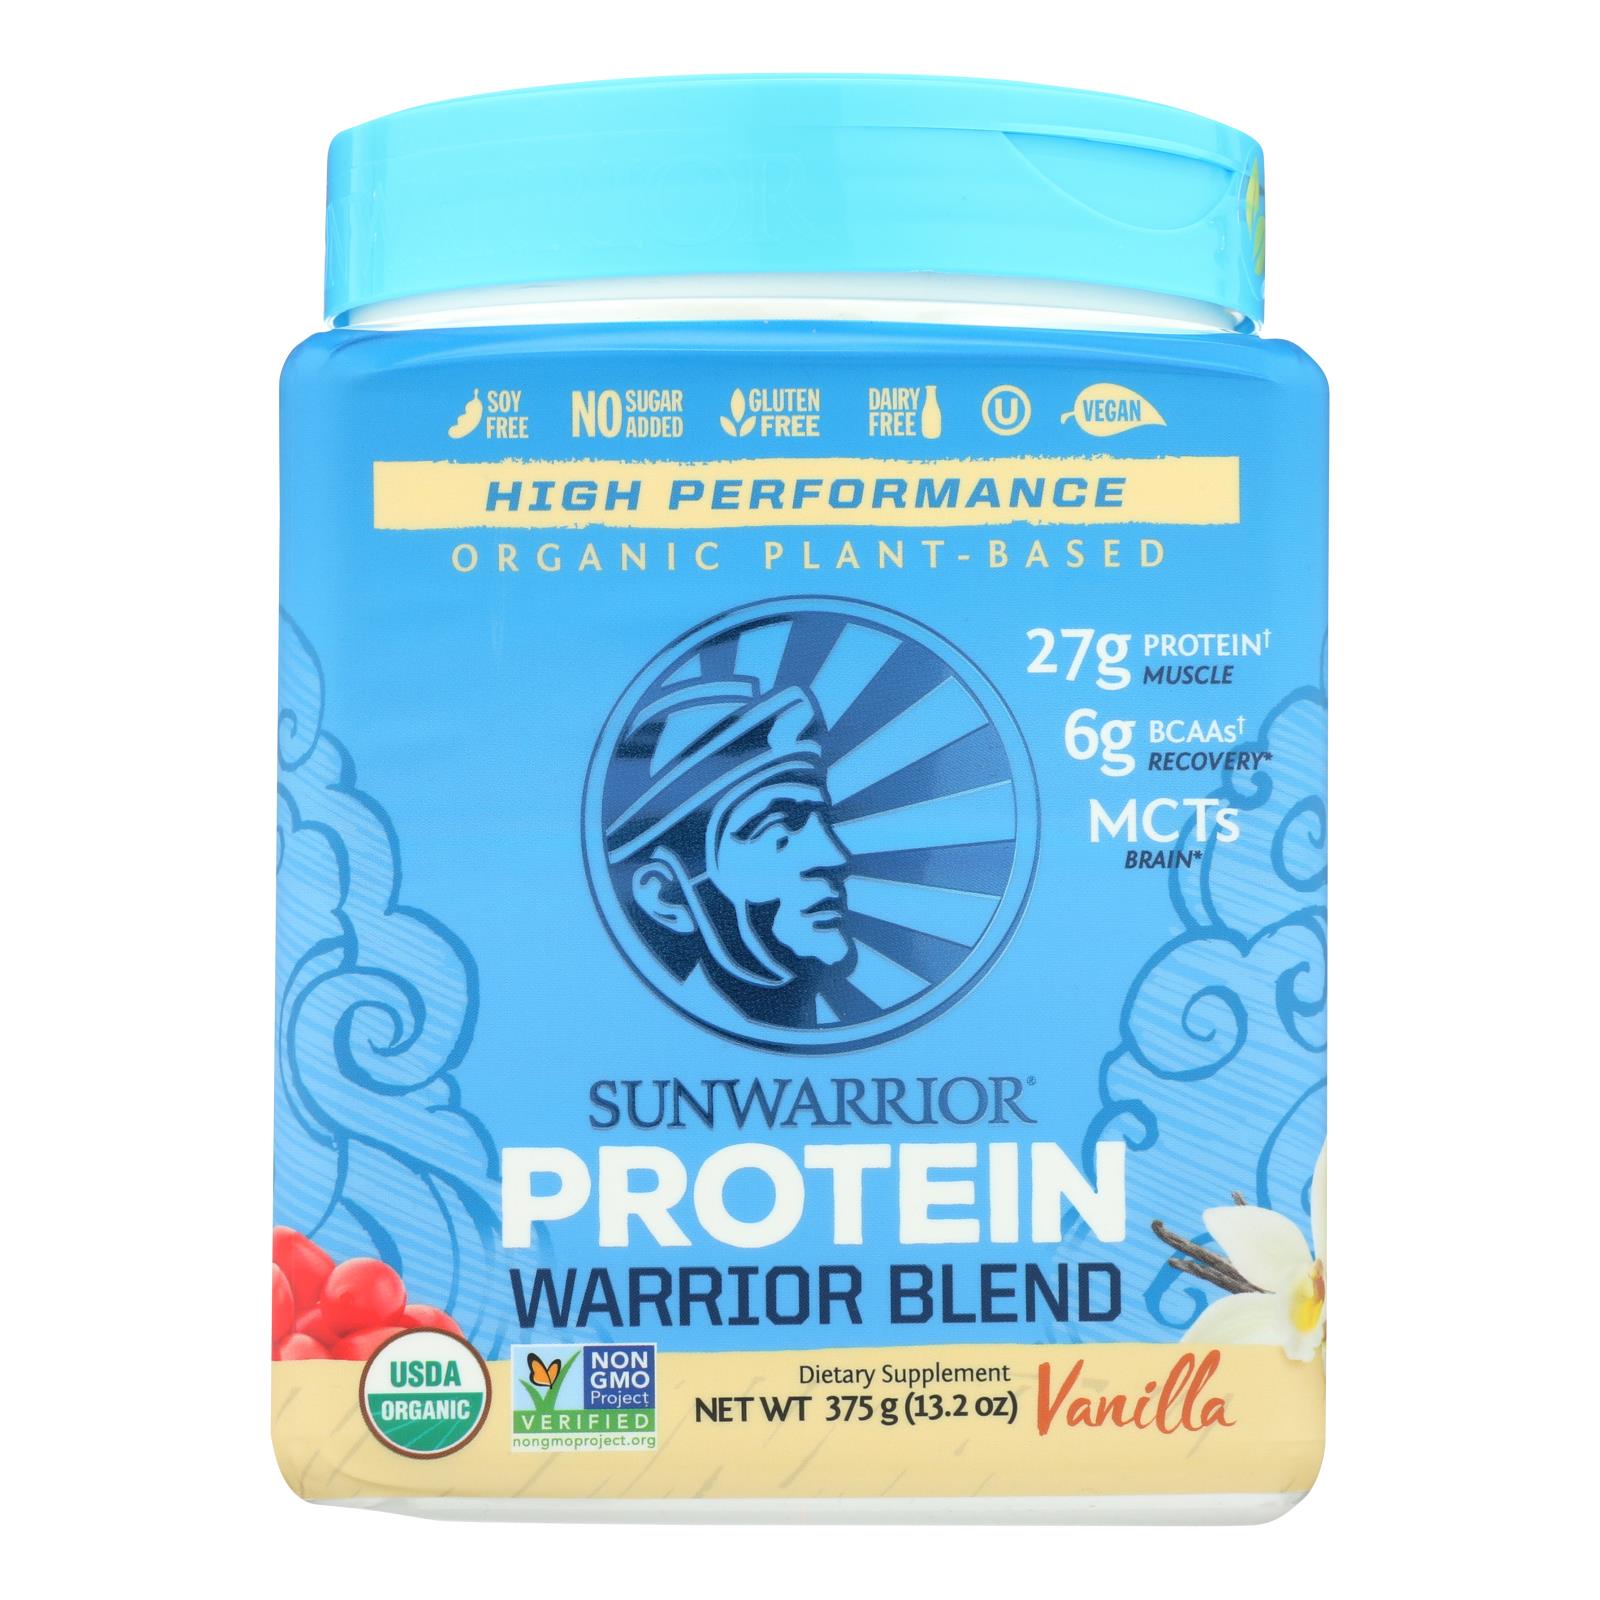 SOY FREE
NO SUGAR ADDED
GLUTEN FREE
DAIRY FREE
U
VEGAN
HIGH PERFORMANCE
ORGANIC PLANT-BASED
27g PROTEIN†
MUSCLE
6g BCAAs†
RECOVERY*
MCTs
BRAIN*
SUNWARRIOR®
PROTEIN
WARRIOR BLEND
USDA
ORGANIC
NON
GMO
Project
VERIFIED
nongmoproject.org
Dietary Supplement
NET WT 375 g (13.2 oz)
Vanilla